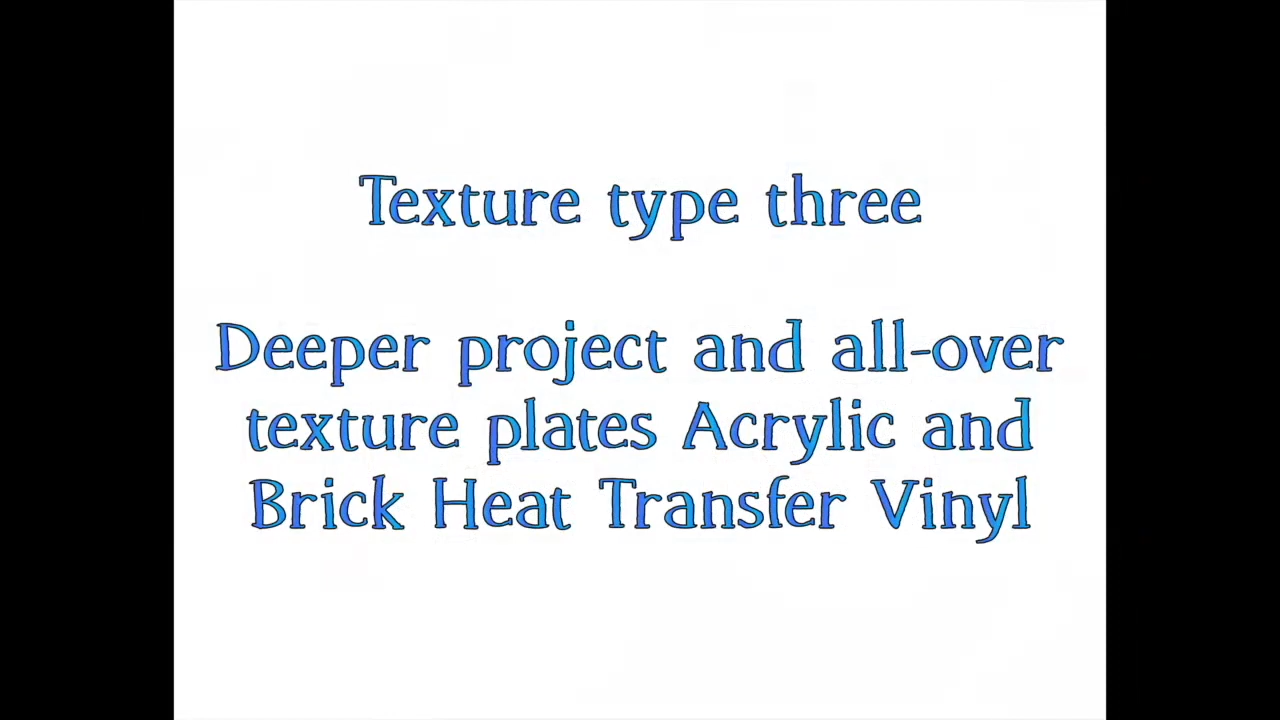 Texture type three
Deeper project and all-over
texture plates Acrylic and
Brick Heat Transfer Vinyl